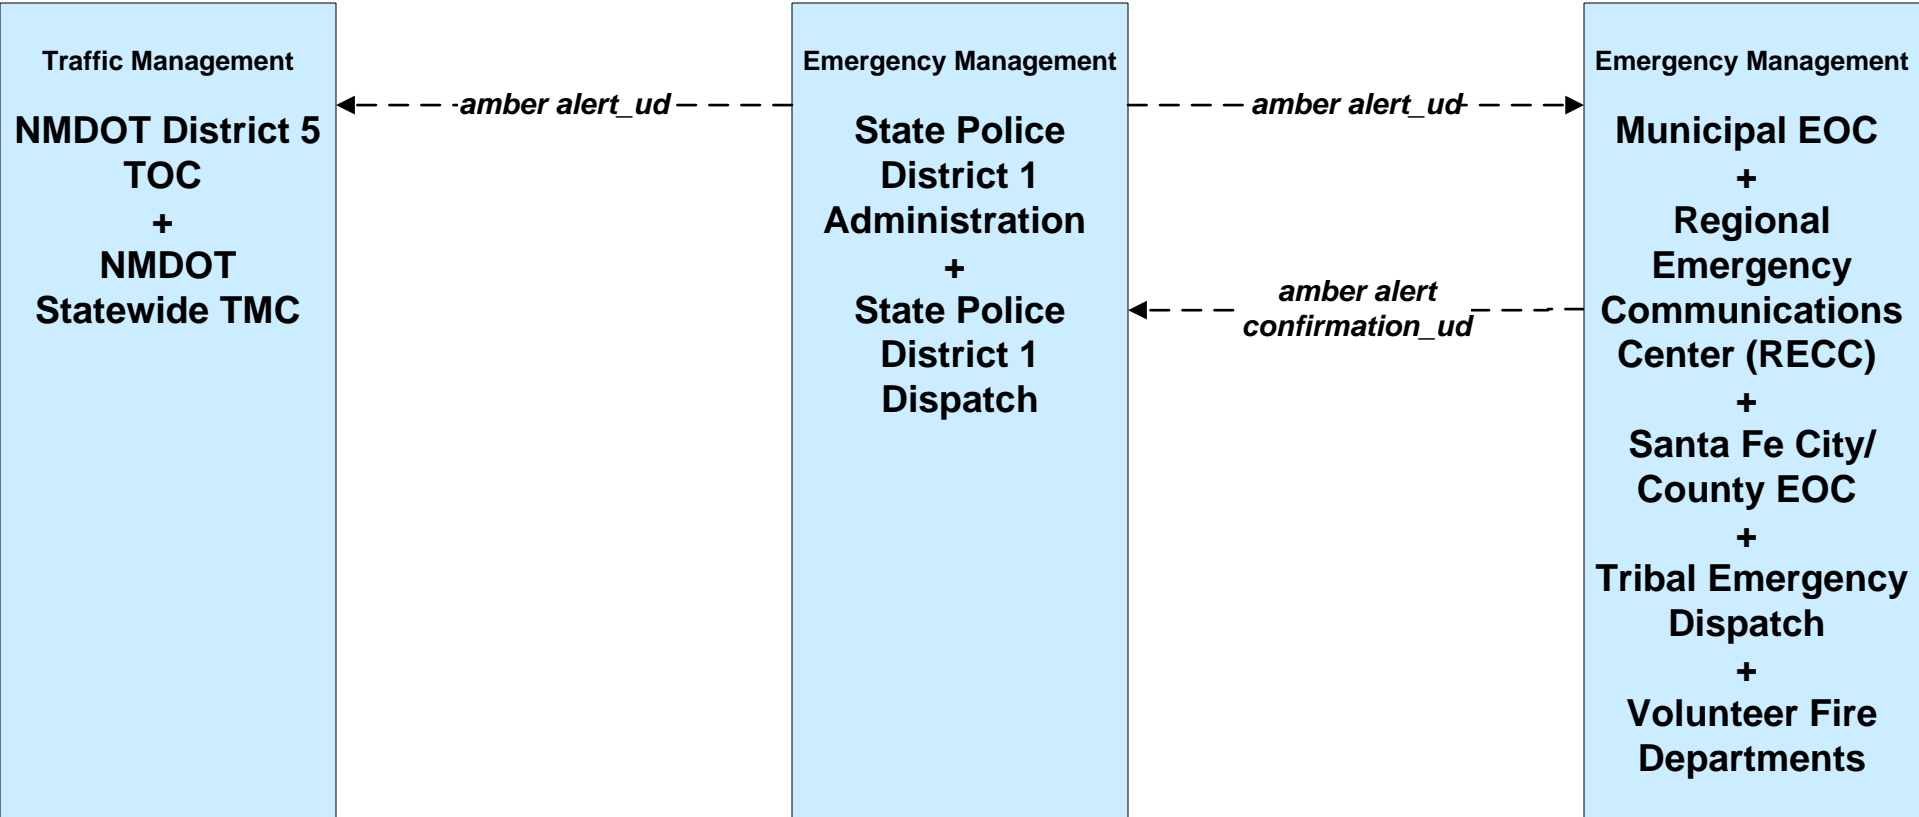 Traffic Management
NMDOT District 5
TOC
+
NMDOT
Statewide TMC
amber alert_ud
Emergency Management
State Police
District 1
Administration
+
State Police
District 1
Dispatch
amber alert_ud
amber alert
confirmation_ud
Emergency Management
Municipal EOC
+
Regional
Emergency
Communications
Center (RECC)
+
Santa Fe City/
County EOC
+
Tribal Emergency
Dispatch
+
Volunteer Fire
Departments